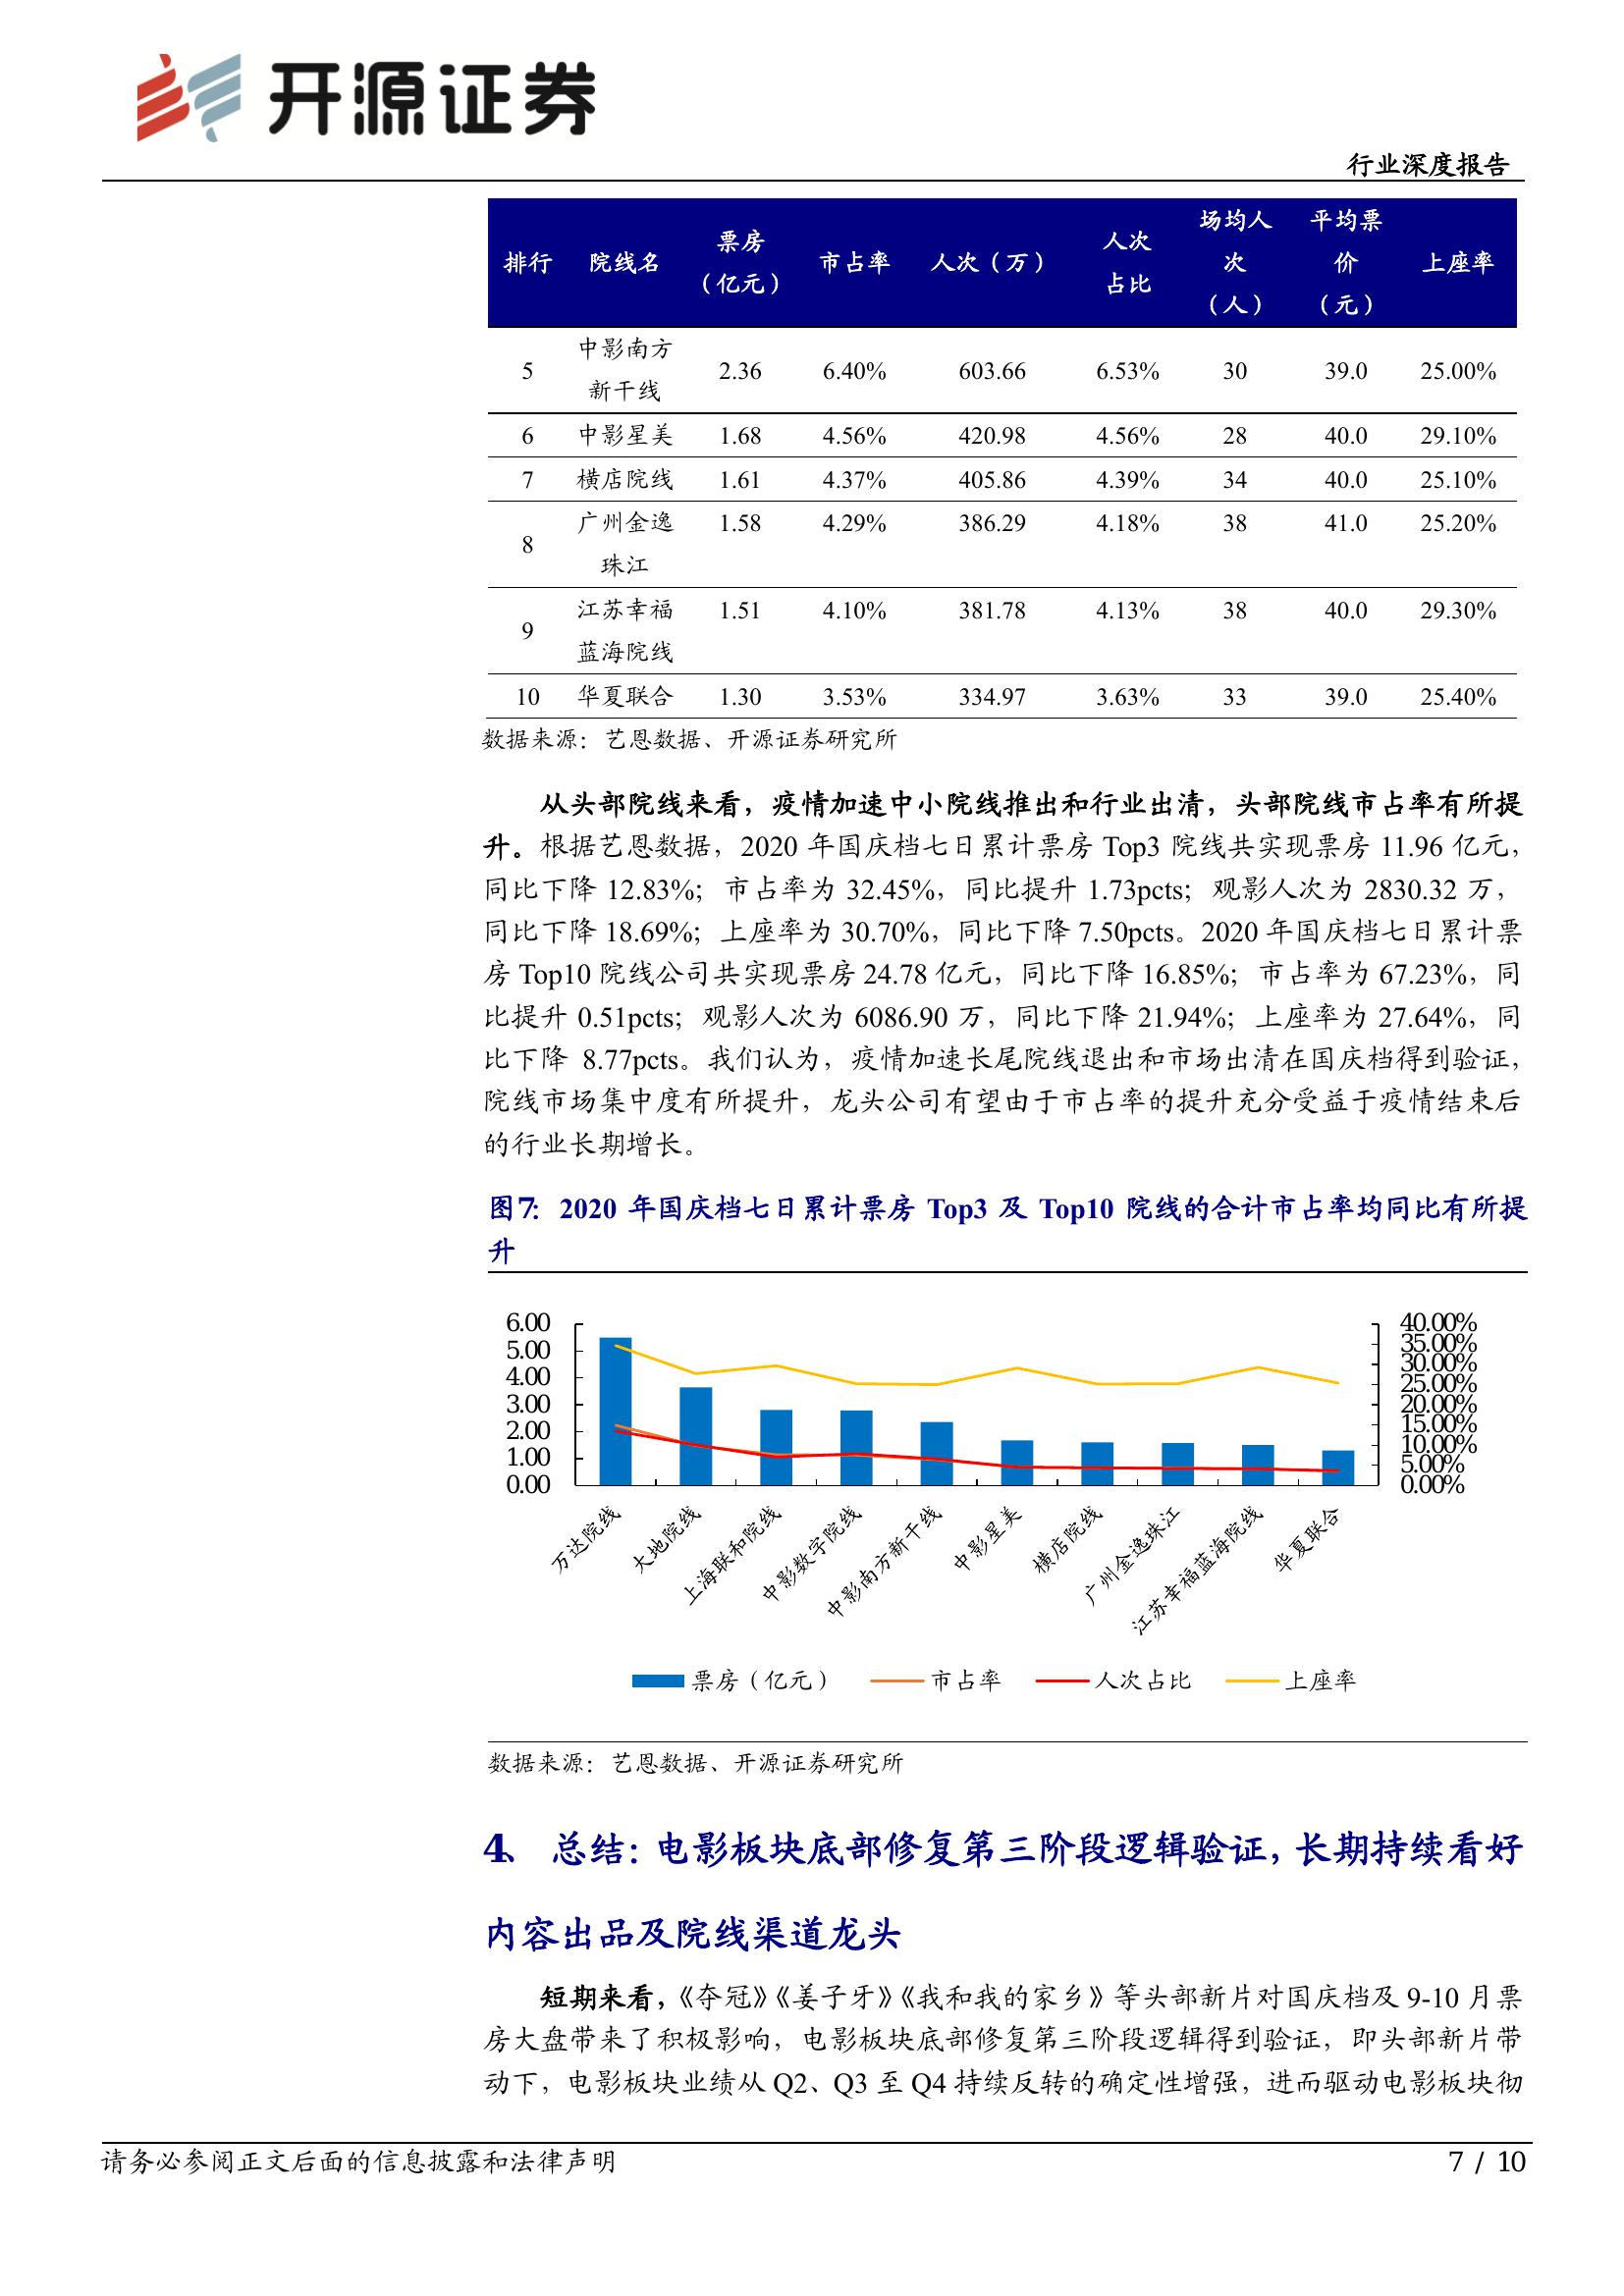 开源证券
行业深度报告
排行 院线名 票房（亿元） 市占率 人次（万） 人次占比 场均人次（人） 平均票价（元） 上座率
5 中影南方新干线 2.36 6.40% 603.66 6.53% 30 39.0 25.00%
6 中影星美 1.68 4.56% 420.98 4.56% 28 40.0 29.10%
7 横店院线 1.61 4.37% 405.86 4.39% 34 40.0 25.10%
8 广州金逸珠江 1.58 4.29% 386.29 4.18% 38 41.0 25.20%
9 江苏幸福蓝海院线 1.51 4.10% 381.78 4.13% 38 40.0 29.30%
10 华夏联合 1.30 3.53% 334.97 3.63% 33 39.0 25.40%
数据来源：艺恩数据、开源证券研究所
从头部院线来看，疫情加速中小院线推出和行业出清，头部院线市占率有所提
升。根据艺恩数据，2020 年国庆档七日累计票房 Top3 院线共实现票房 11.96 亿元，
同比下降 12.83%；市占率为 32.45%，同比提升 1.73pcts；观影人次为 2830.32 万，
同比下降 18.69%；上座率为 30.70%，同比下降 7.50pcts。2020 年国庆档七日累计票
房 Top10 院线公司共实现票房 24.78 亿元，同比下降 16.85%；市占率为 67.23%，同
比提升 0.51pcts；观影人次为 6086.90 万，同比下降 21.94%；上座率为 27.64%，同
比下降 8.77pcts。我们认为，疫情加速长尾院线退出和市场出清在国庆档得到验证，
院线市场集中度有所提升，龙头公司有望由于市占率的提升充分受益于疫情结束后
的行业长期增长。
图7：2020 年国庆档七日累计票房 Top3 及 Top10 院线的合计市占率均同比有所提
升
6.00 40.00%
5.00 35.00%
4.00 30.00%
3.00 25.00%
2.00 20.00%
1.00 15.00%
0.00 10.00%
5.00%
0.00%
万达院线 大地院线 上海联和院线 中影数字院线 中影南方新干线 中影星美 横店院线 广州金逸珠江 江苏幸福蓝海院线 华夏联合
票房（亿元） 市占率 人次占比 上座率
数据来源：艺恩数据、开源证券研究所
4、 总结：电影板块底部修复第三阶段逻辑验证，长期持续看好
内容出品及院线渠道龙头
短期来看，《夺冠》《姜子牙》《我和我的家乡》等头部新片对国庆档及 9-10 月票
房大盘带来了积极影响，电影板块底部修复第三阶段逻辑得到验证，即头部新片带
动下，电影板块业绩从 Q2、Q3 至 Q4 持续反转的确定性增强，进而驱动电影板块彻
请务必参阅正文后面的信息披露和法律声明 7 / 10